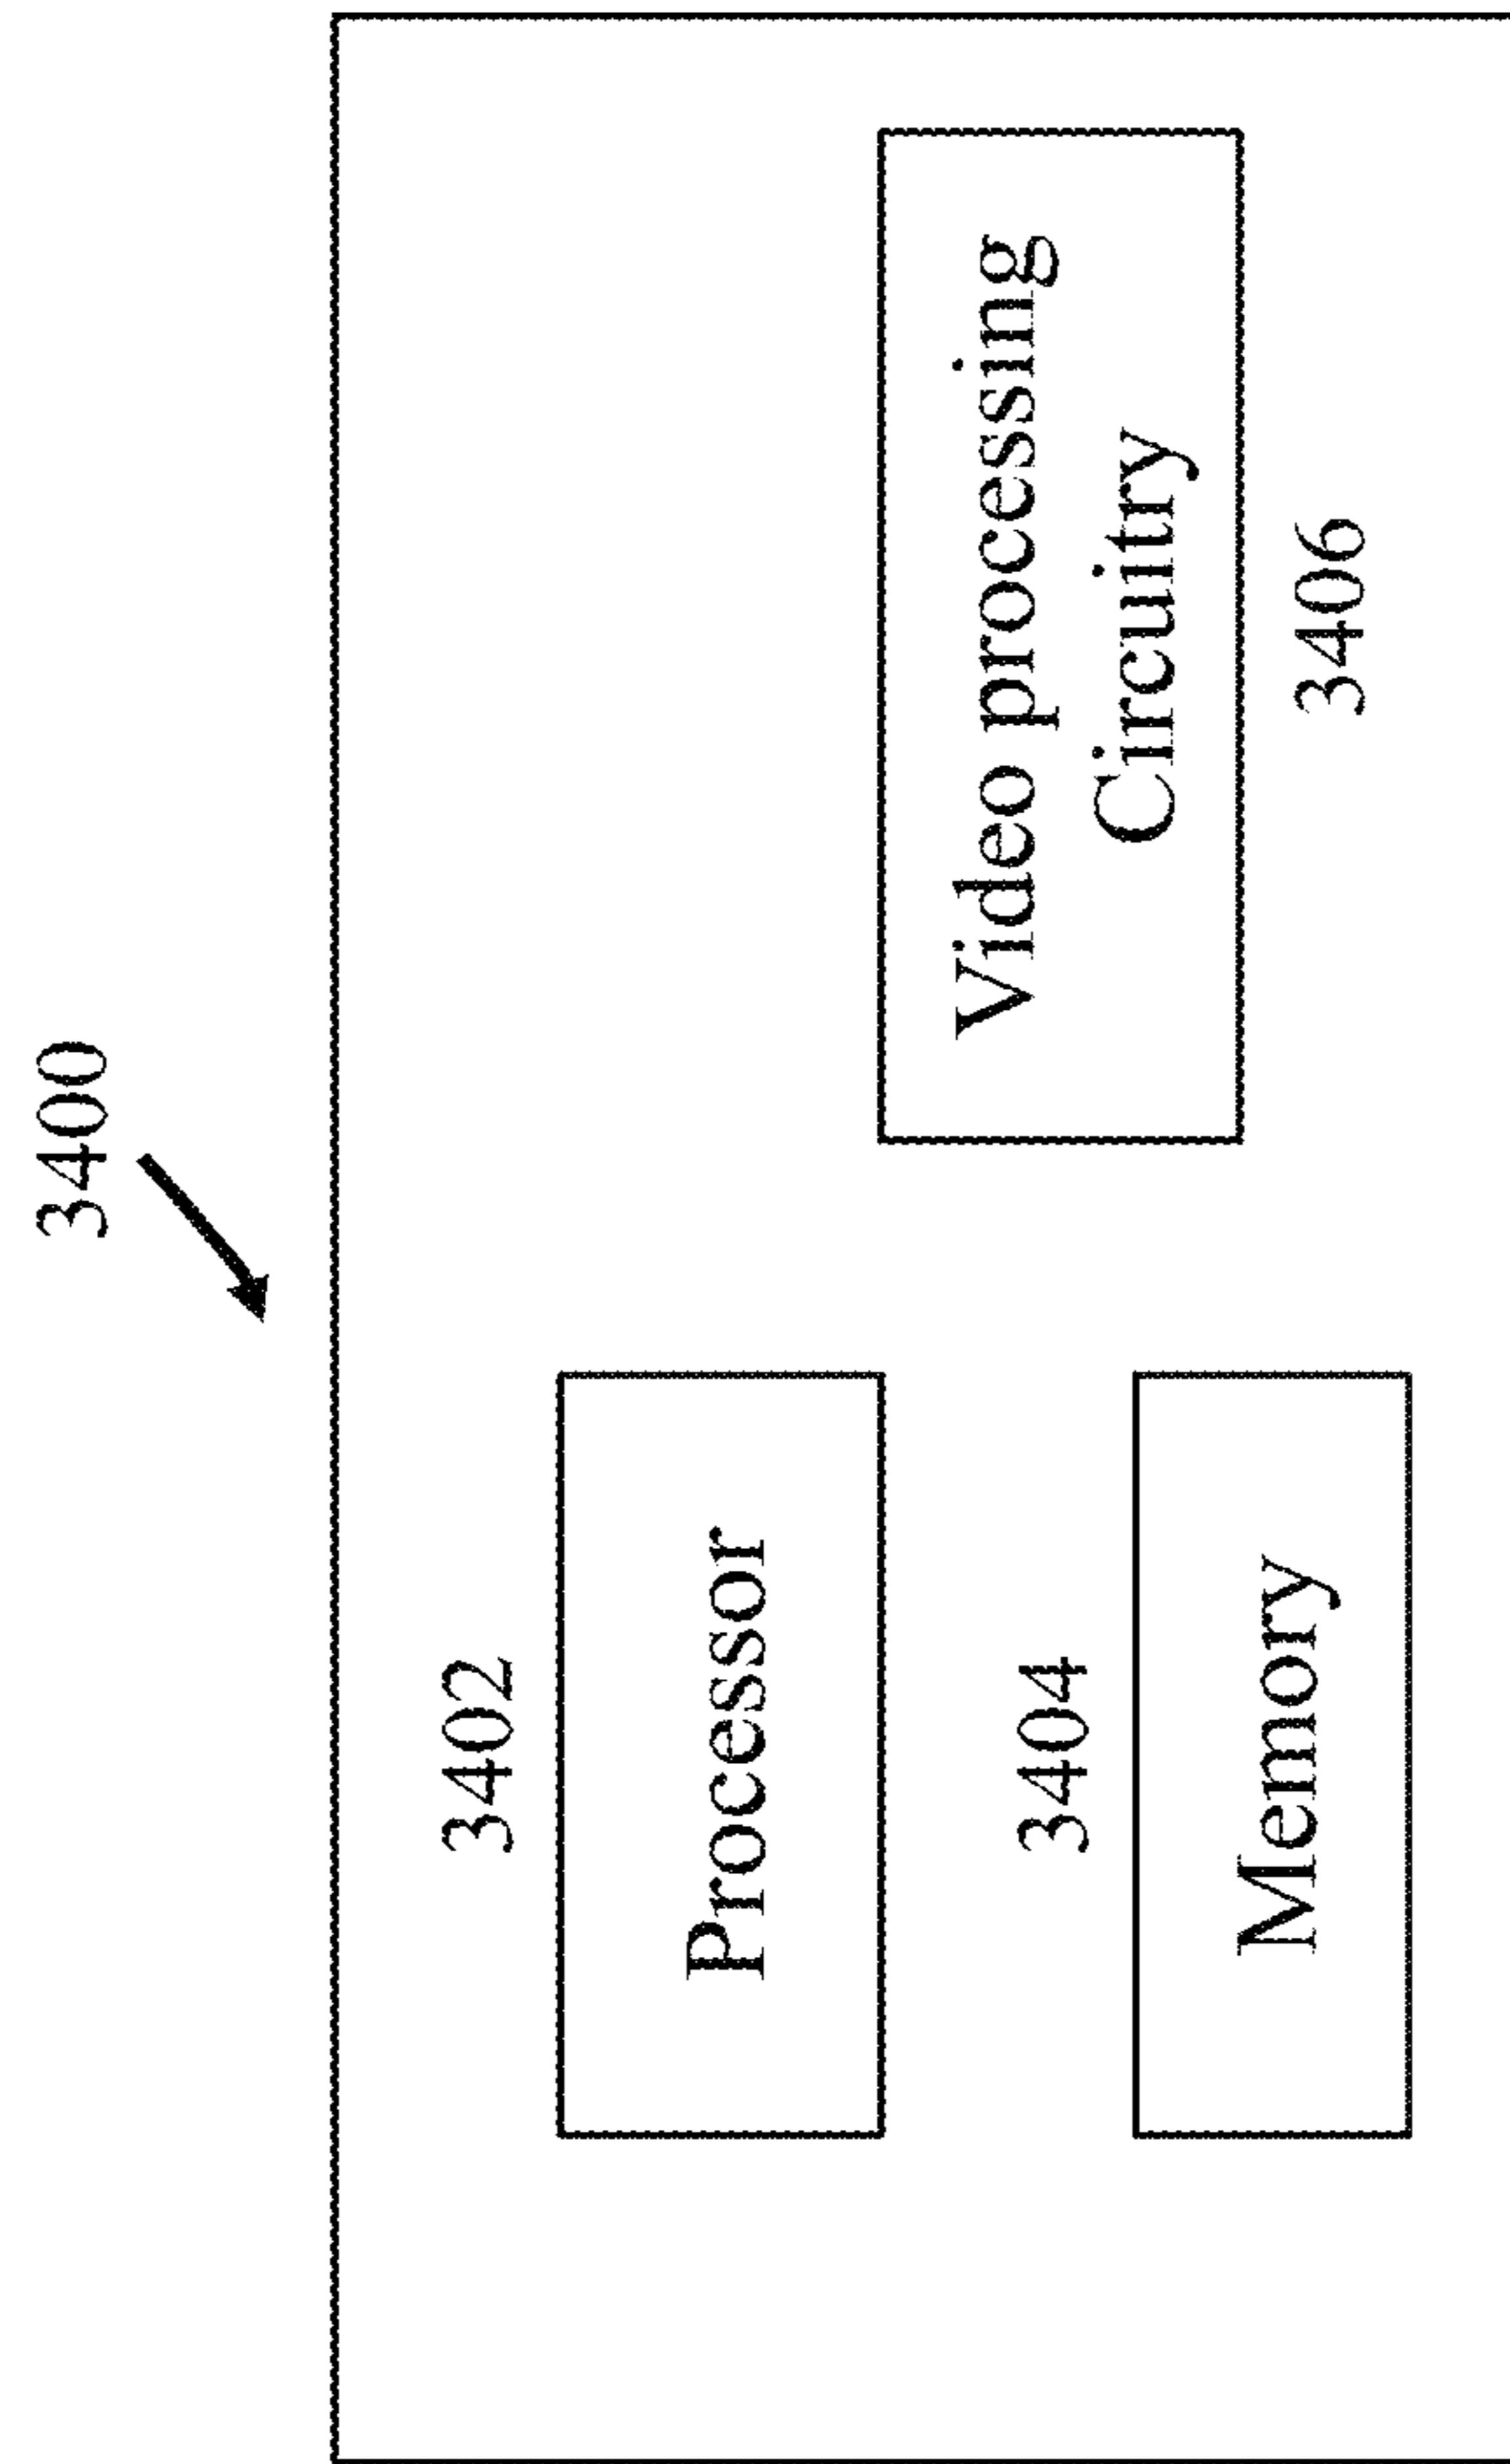 3400
3402
Processor
3404
Memory
Video processing
Circuitry
3406